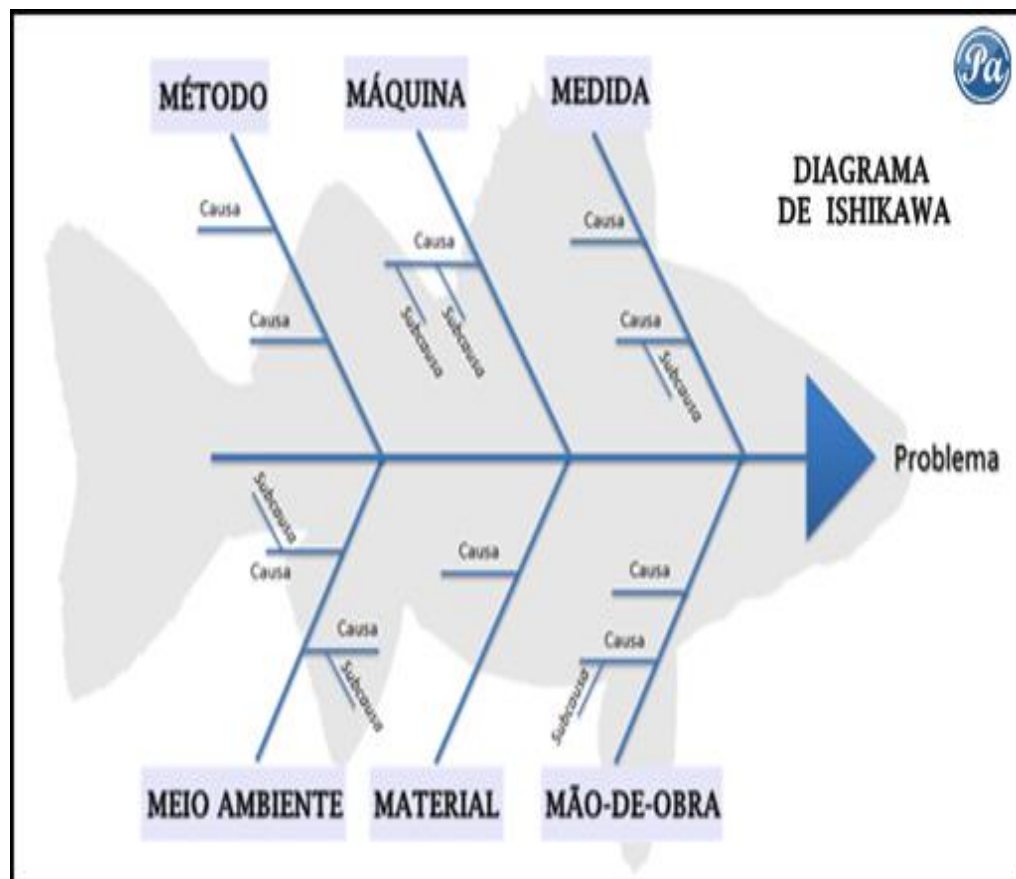 Pa
MÉTODO
MÁQUINA
MEDIDA
DIAGRAMA
DE ISHIKAWA
Causa
Causa
Causa
Subcausa
Subcausa
Causa
Causa
Subcausa
Problema
Subcausa
Causa
Causa
Subcausa
Causa
Causa
Causa
Subcausa
MEIO AMBIENTE
MATERIAL
MÃO-DE-OBRA